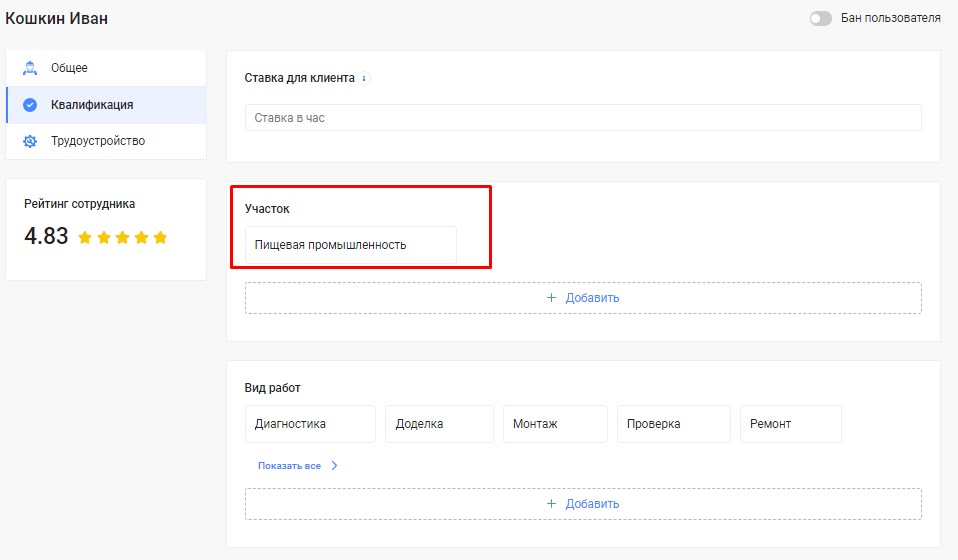 Кошкин Иван
Бан пользователя
Общее
Квалификация
Трудоустройство
Рейтинг сотрудника
4.83
Ставка для клиента i
Ставка в час
Участок
Пищевая промышленность
+ Добавить
Вид работ
Диагностика Доделка Монтаж Проверка Ремонт
Показать все
+ Добавить